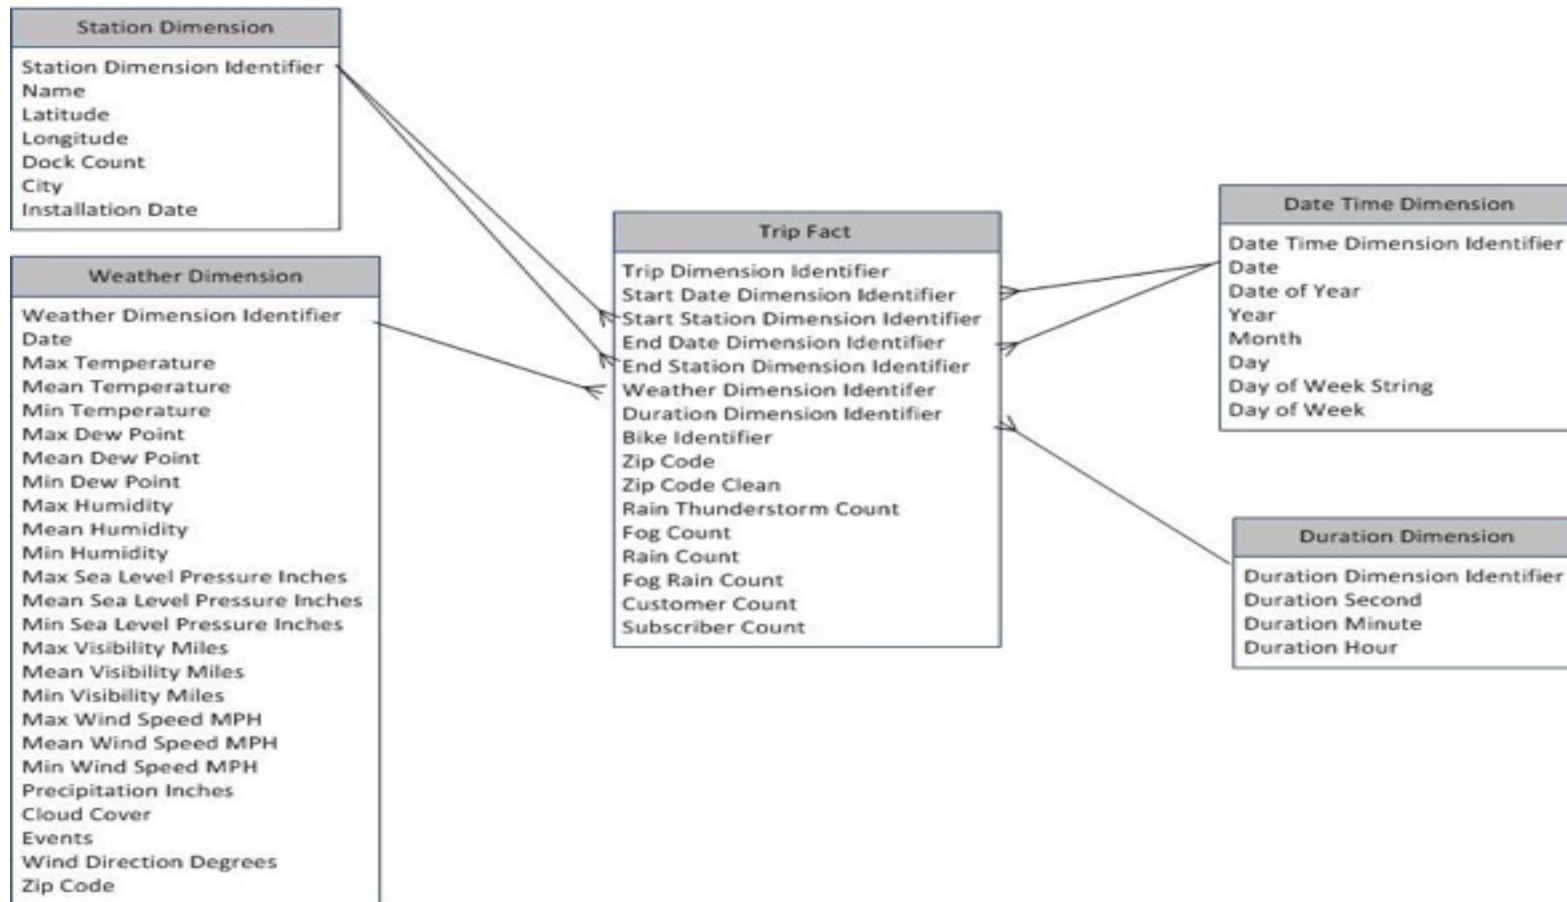 Station Dimension
Station Dimension Identifier
Name
Latitude
Longitude
Dock Count
City
Installation Date
Weather Dimension
Weather Dimension Identifier
Date
Max Temperature
Mean Temperature
Min Temperature
Max Dew Point
Mean Dew Point
Min Dew Point
Max Humidity
Mean Humidity
Min Humidity
Max Sea Level Pressure Inches
Mean Sea Level Pressure Inches
Min Sea Level Pressure Inches
Max Visibility Miles
Mean Visibility Miles
Min Visibility Miles
Max Wind Speed MPH
Mean Wind Speed MPH
Min Wind Speed MPH
Precipitation Inches
Cloud Cover
Events
Wind Direction Degrees
Zip Code
Trip Fact
Trip Dimension Identifier
Start Date Dimension Identifier
Start Station Dimension Identifier
End Date Dimension Identifier
End Station Dimension Identifier
Weather Dimension Identifer
Duration Dimension Identifier
Bike Identifier
Zip Code
Zip Code Clean
Rain Thunderstorm Count
Fog Count
Rain Count
Fog Rain Count
Customer Count
Subscriber Count
Date Time Dimension
Date Time Dimension Identifier
Date
Date of Year
Year
Month
Day
Day of Week String
Day of Week
Duration Dimension
Duration Dimension Identifier
Duration Second
Duration Minute
Duration Hour